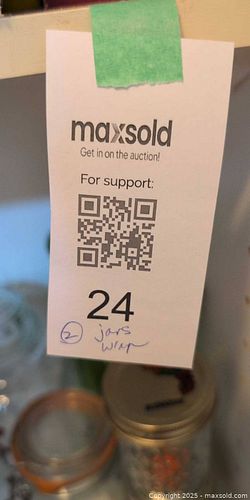 maxsold
Get in on the auction!
For support:
24
2 jars
wrap
Copyright 2025 - maxsold.com